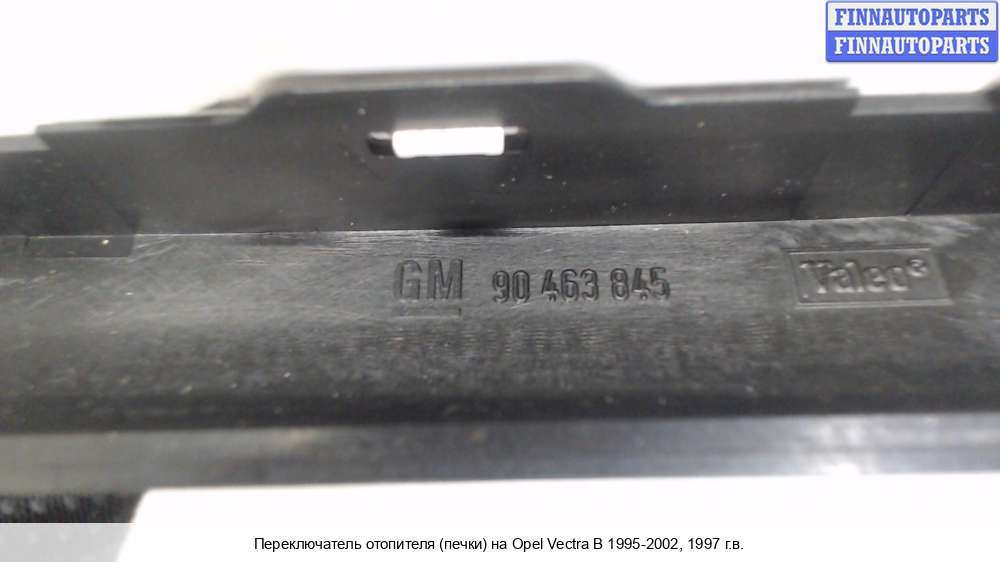 FINNAUTOPARTS
FINNAUTOPARTS
GM 90 463 845
Valeo
Переключатель отопителя (печки) на Opel Vectra B 1995-2002, 1997 г.в.